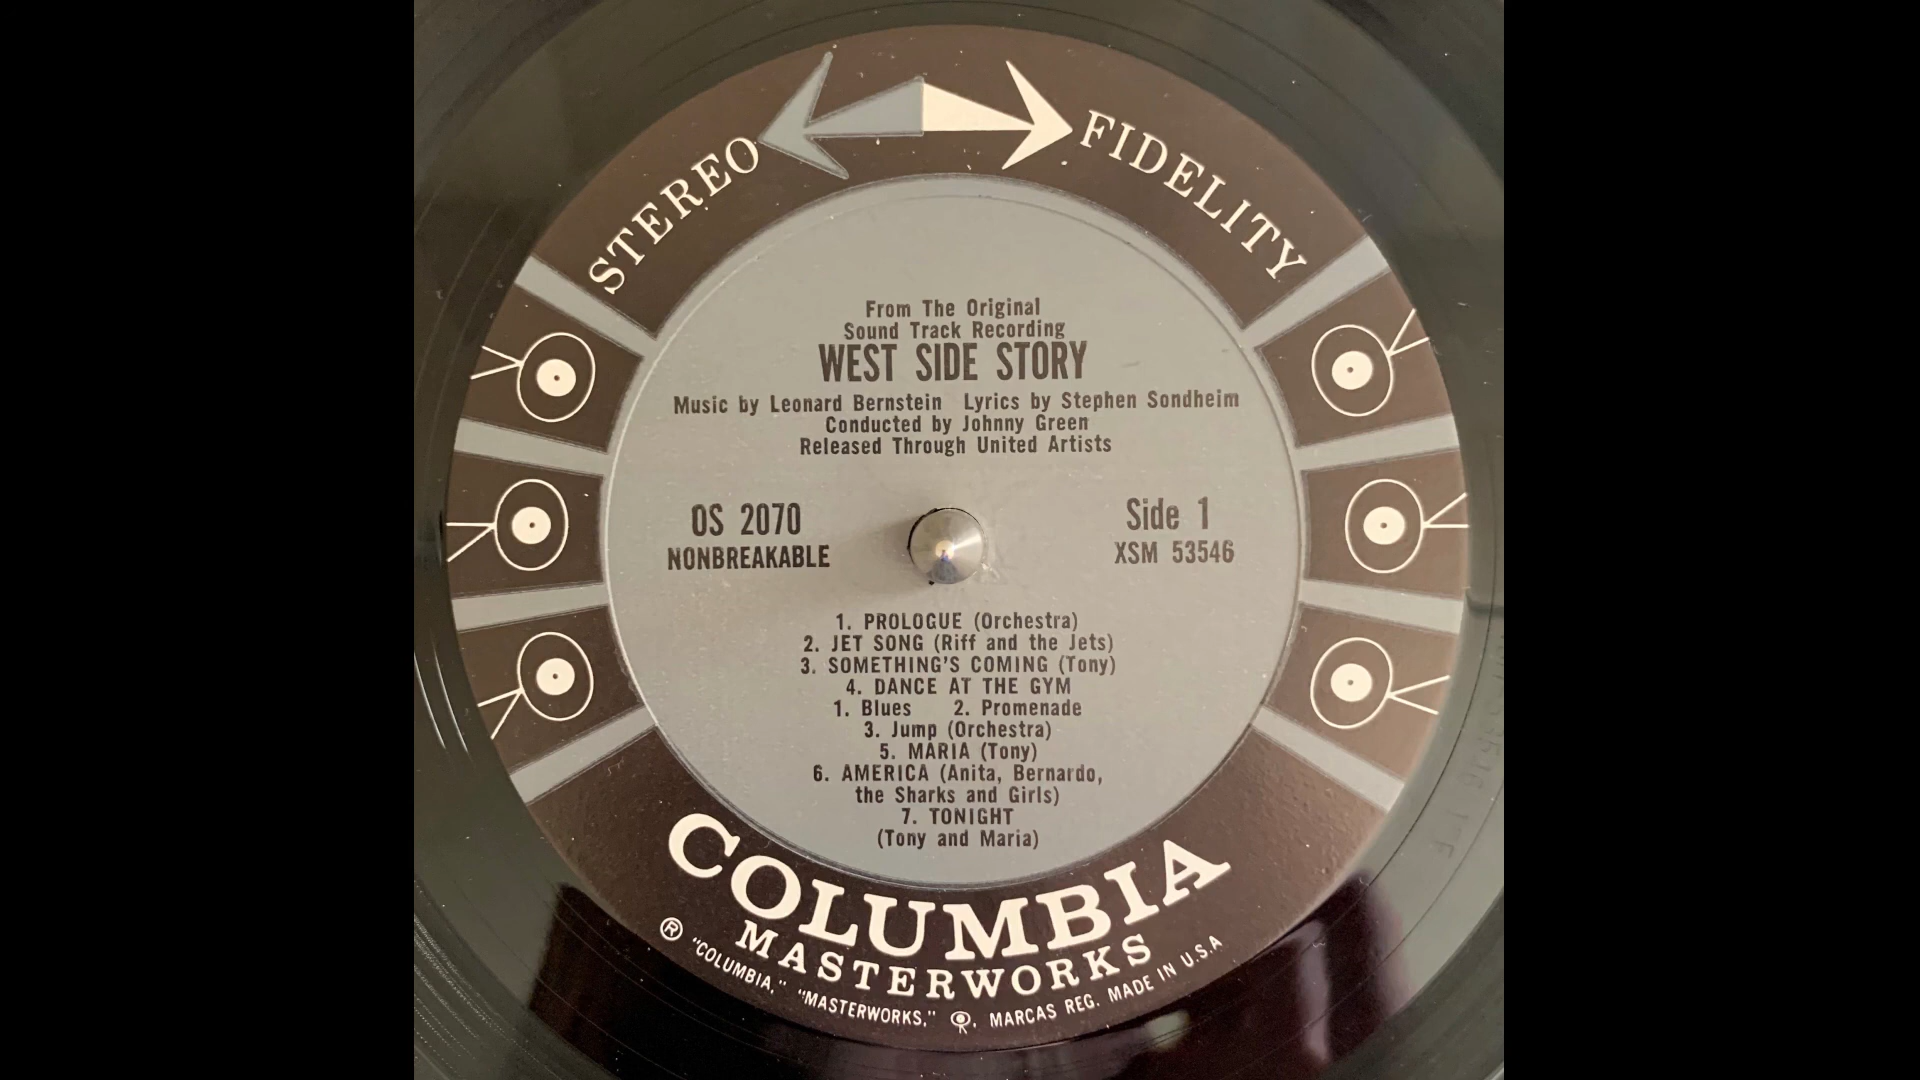 STEREO FIDELITY
From The Original
Sound Track Recording
WEST SIDE STORY
Music by Leonard Bernstein Lyrics by Stephen Sondheim
Conducted by Johnny Green
Released Through United Artists
OS 2070
NONBREAKABLE
Side 1
XSM 53546
1. PROLOGUE (Orchestra)
2. JET SONG (Riff and the Jets)
3. SOMETHING'S COMING (Tony)
4. DANCE AT THE GYM
1. Blues 2. Promenade
3. Jump (Orchestra)
5. MARIA (Tony)
6. AMERICA (Anita, Bernardo,
the Sharks and Girls)
7. TONIGHT
(Tony and Maria)
COLUMBIA
MASTERWORKS
® "COLUMBIA," "MASTERWORKS," MARCAS REG. MADE IN U.S.A